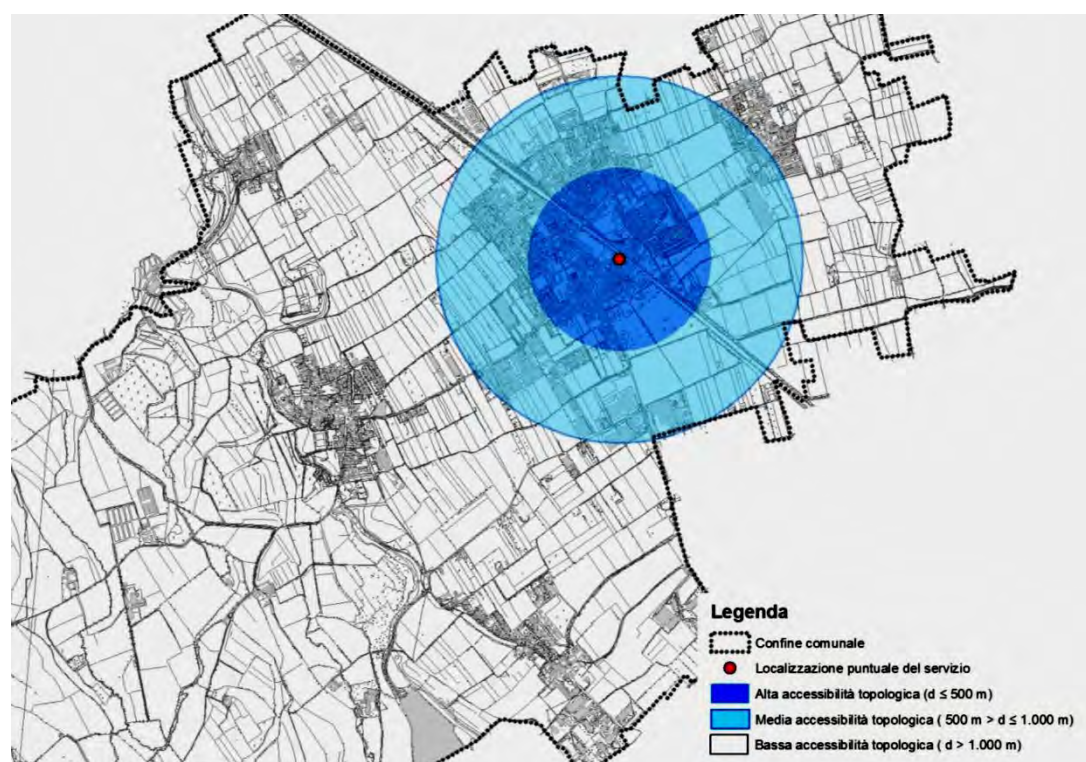 Legenda
Confine comunale
Localizzazione puntuale del servizio
Alta accessibilità topologica (d ≤ 500 m)
Media accessibilità topologica ( 500 m > d ≤ 1.000 m)
Bassa accessibilità topologica ( d > 1.000 m)